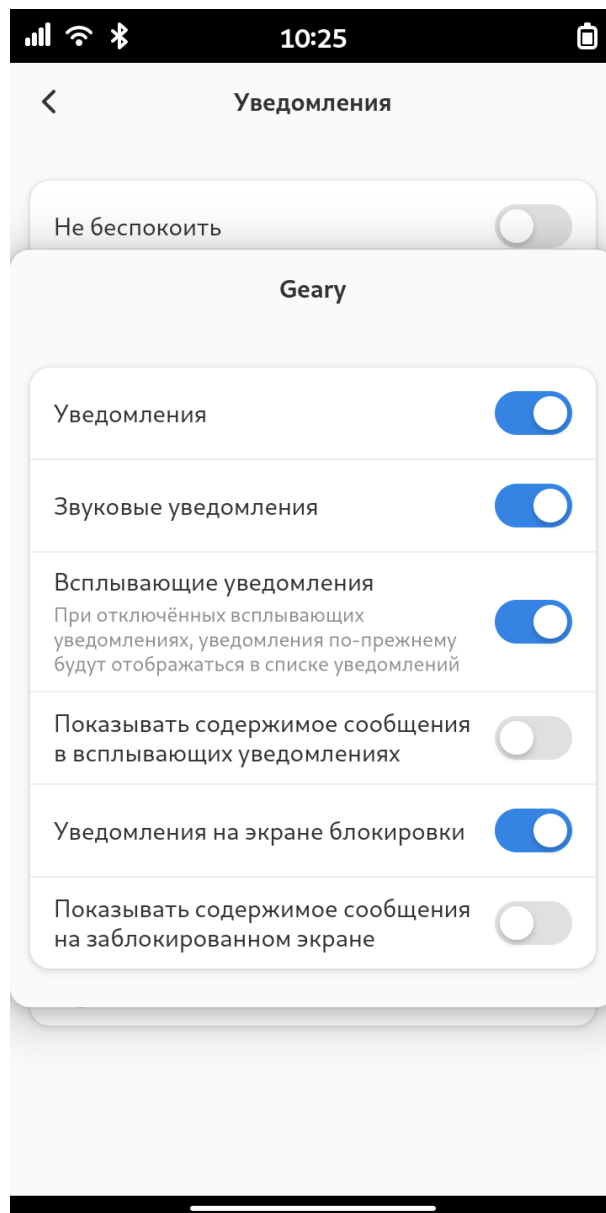 10:25
Уведомления
Не беспокоить
Geary
Уведомления
Звуковые уведомления
Всплывающие уведомления
При отключённых всплывающих
уведомлениях, уведомления по-прежнему
будут отображаться в списке уведомлений
Показывать содержимое сообщения
в всплывающих уведомлениях
Уведомления на экране блокировки
Показывать содержимое сообщения
на заблокированном экране